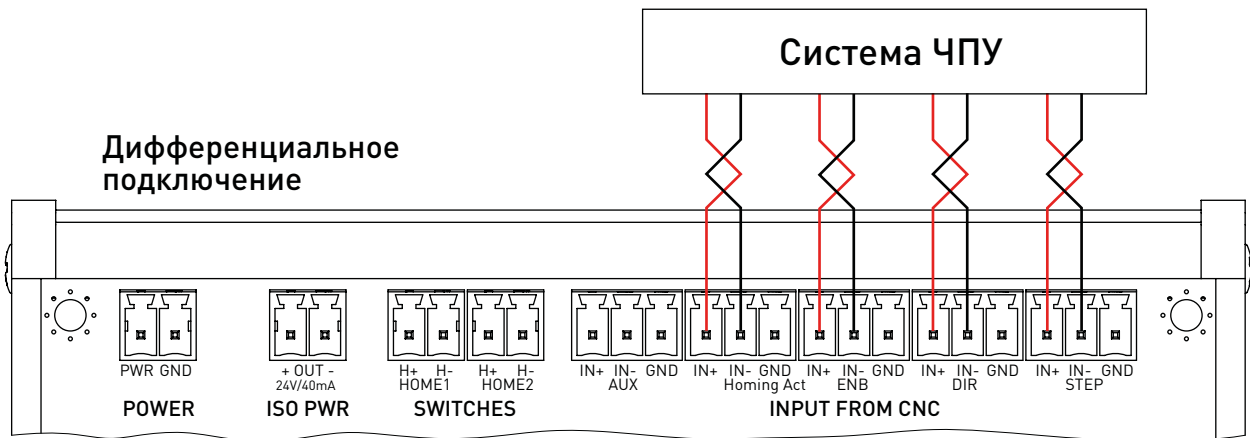 Система ЧПУ
Дифференциальное
подключение
PWR GND
+ OUT -
24V/40mA
H+ H- H+ H-
HOME1 HOME2
IN+ IN- GND IN+ IN- GND IN+ IN- GND IN+ IN- GND IN+ IN- GND
AUX Homing Act ENB DIR STEP
POWER ISO PWR SWITCHES INPUT FROM CNC